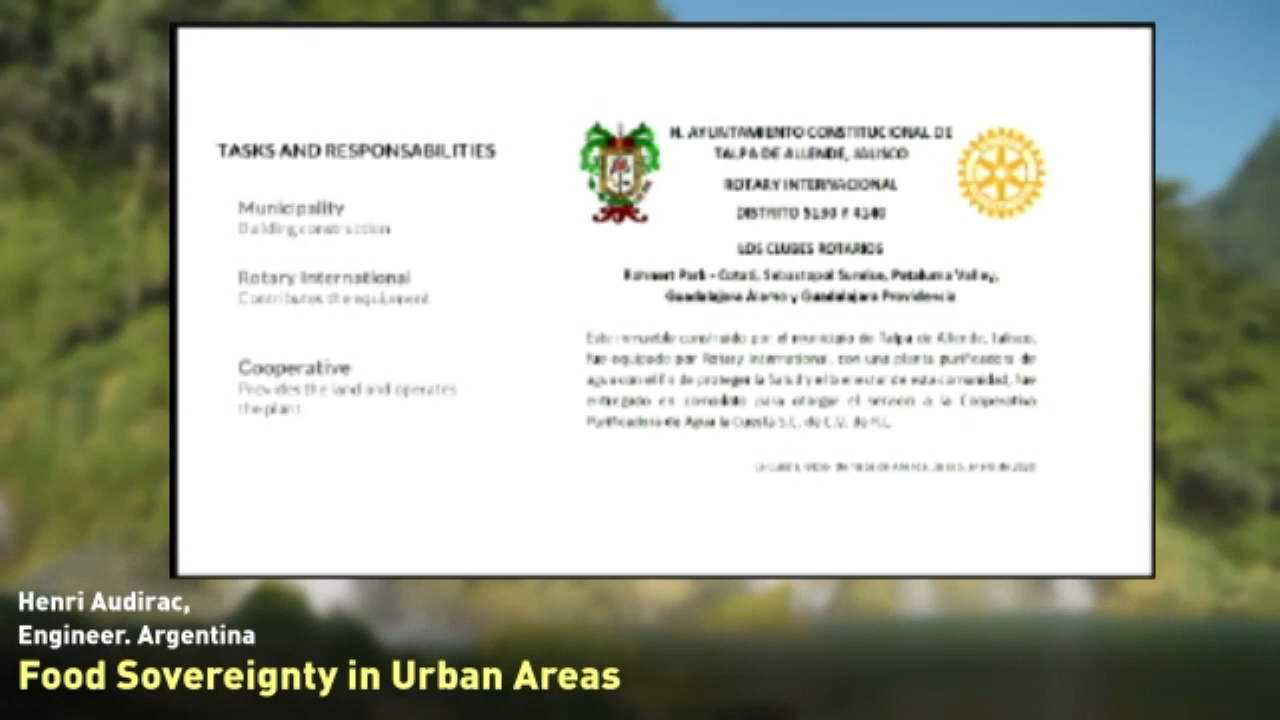 TASKS AND RESPONSABILITIES
Municipality
Building construction
Rotary International
Contributes the equipment
Cooperative
Provides the land and operates
the plant
H. AYUNTAMIENTO CONSTITUCIONAL DE
TALPA DE ALLENDE, JALISCO
ROTARY INTERNACIONAL
DISTRITO 5130 Y 4140
LOS CLUBES ROTARIOS
Rohnert Park - Cotati, Sebastopol Sunrise, Petaluma Valley,
Guadalajara Álamo y Guadalajara Providencia
Este inmueble construido por el municipio de Talpa de Allende, Jalisco,
fue equipado por Rotary International, con una planta purificadora de
agua con el fin de proteger la Salud y el bienestar de esta comunidad, fue
entregado en comodato para otorgar el servicio a la Cooperativa
Purificadora de Agua la Cuesta S.C. de C.V. de R.L.
Henri Audirac,
Engineer. Argentina
Food Sovereignty in Urban Areas